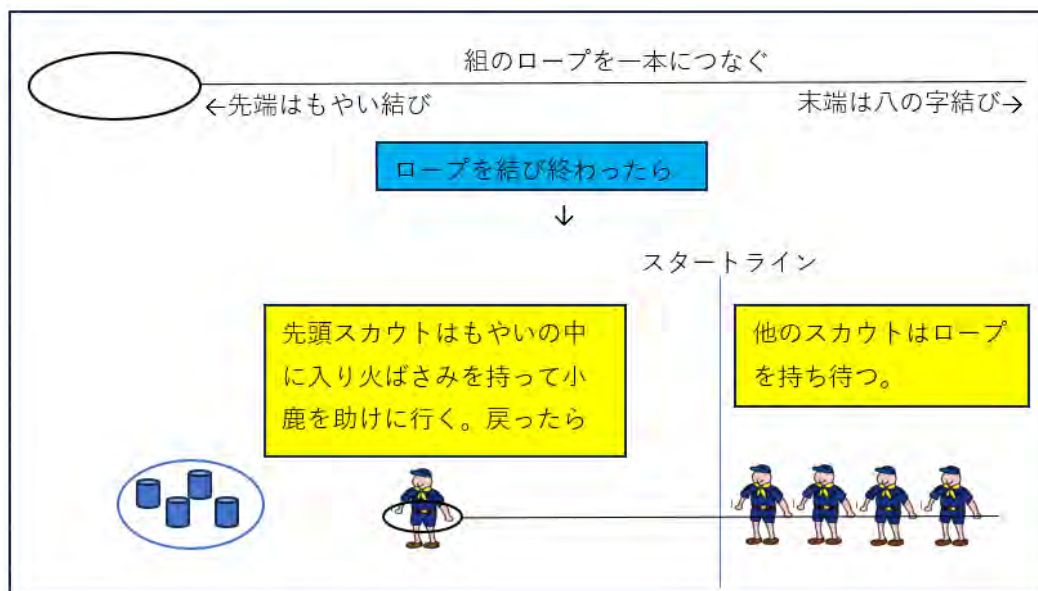 組のロープを一本につなぐ
←先端はもやい結び
末端は八の字結び→
ロープを結び終わったら
↓
スタートライン
先頭スカウトはもやいの中
に入り火ばさみを持って小
鹿を助けに行く。戻ったら
他のスカウトはロープ
を持ち待つ。